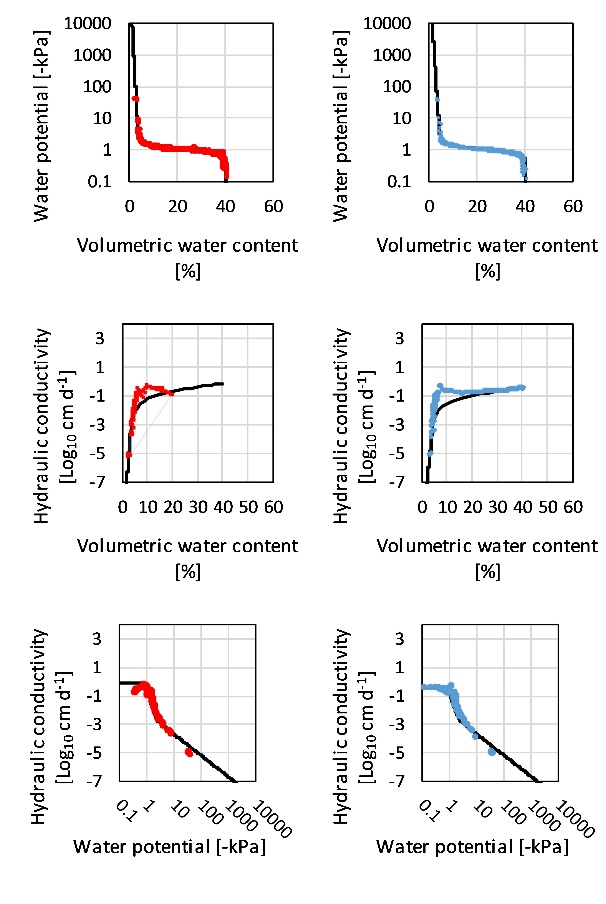 Water potential [-kPa]
10000
1000
100
10
1
0.1
0 20 40 60
Volumetric water content
[%]
Water potential [-kPa]
10000
1000
100
10
1
0.1
0 20 40 60
Volumetric water content
[%]
Hydraulic conductivity
[Log₁₀ cm d⁻¹]
3
1
-1
-3
-5
-7
0 10 20 30 40 50 60
Volumetric water content
[%]
Hydraulic conductivity
[Log₁₀ cm d⁻¹]
3
1
-1
-3
-5
-7
0 10 20 30 40 50 60
Volumetric water content
[%]
Hydraulic conductivity
[Log₁₀ cm d⁻¹]
3
1
-1
-3
-5
-7
0.1 1 10 100 1000 10000
Water potential [-kPa]
Hydraulic conductivity
[Log₁₀ cm d⁻¹]
3
1
-1
-3
-5
-7
0.1 1 10 100 1000 10000
Water potential [-kPa]